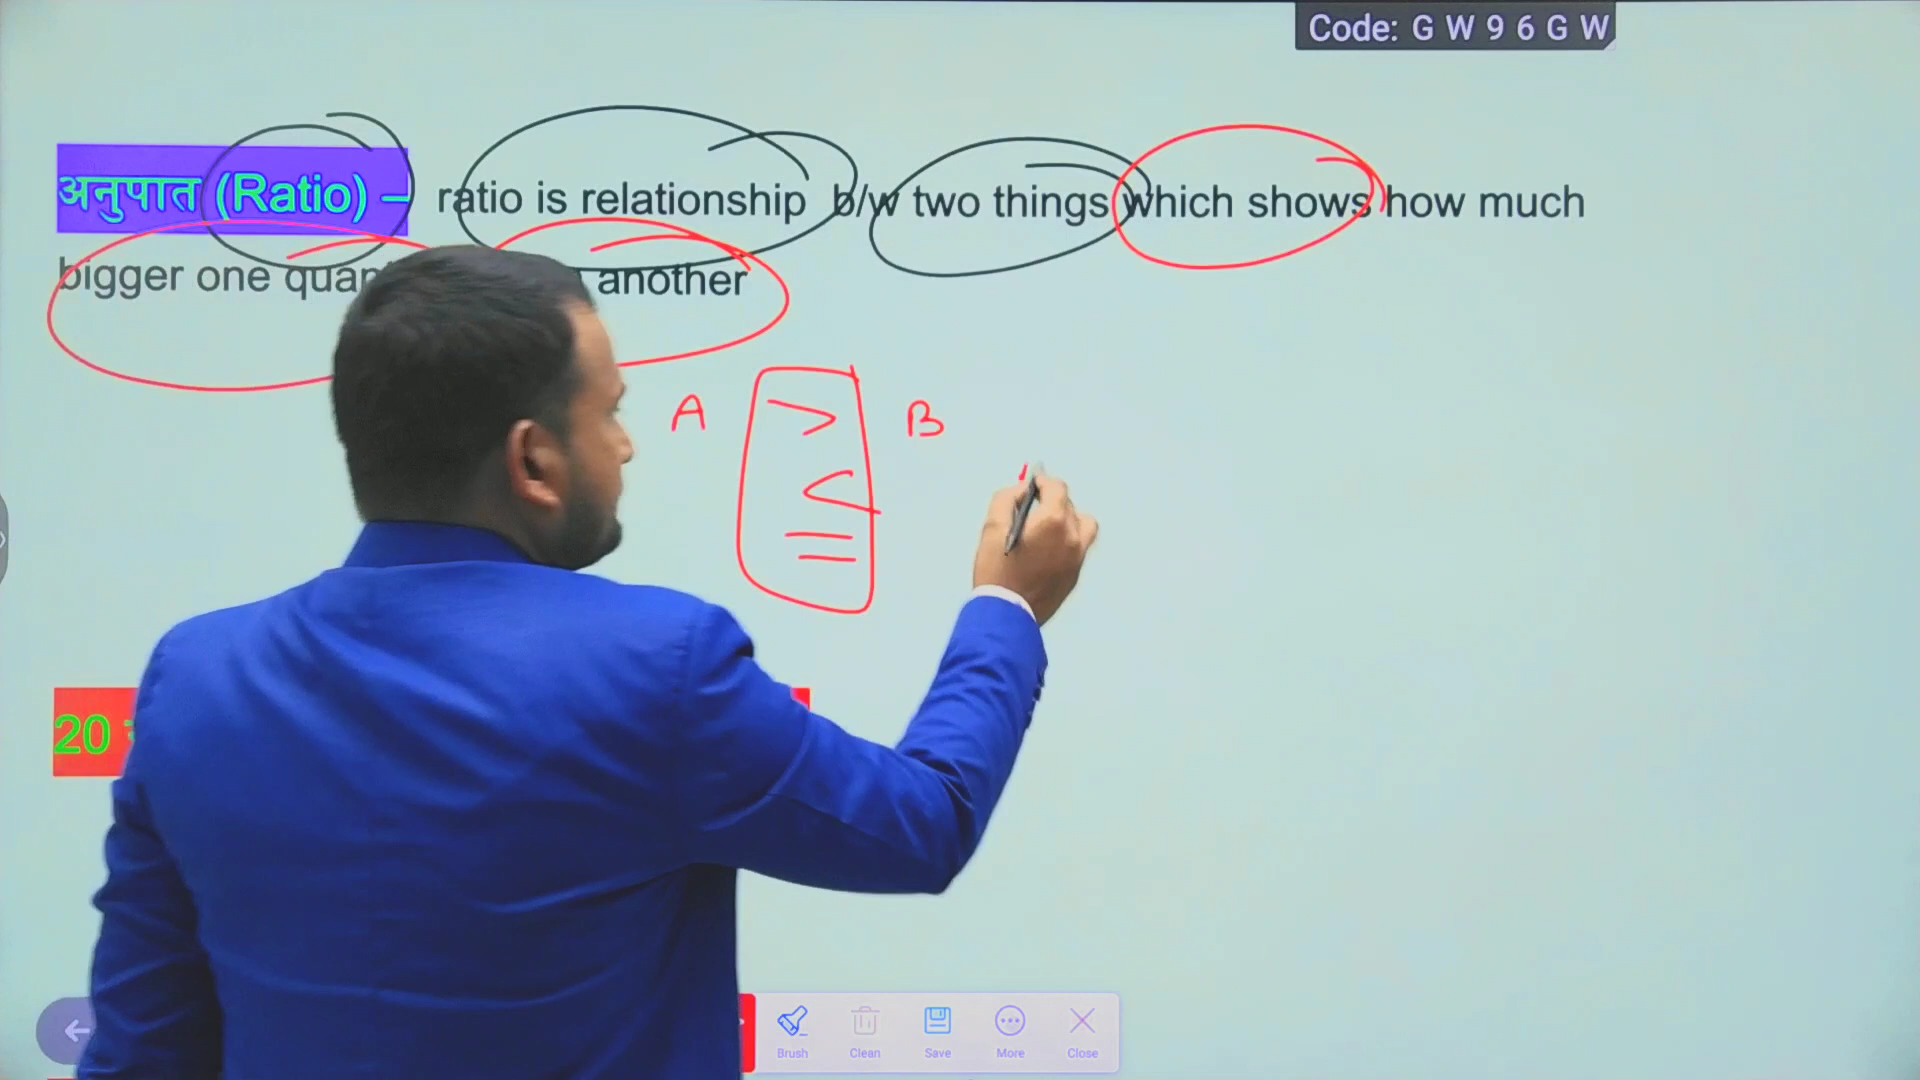 Code: G W 9 6 G W
अनुपात (Ratio) – ratio is relationship b/w two things which shows how much
bigger one another
A > B
<
=
20
Brush Clean Save More Close